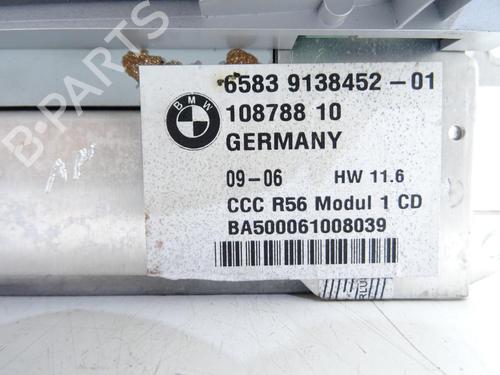 6583 9138452-01
108788 10
BMW
GERMANY
09-06 HW 11.6
CCC R56 Modul 1 CD
BA500061008039
B-PARTS
AP